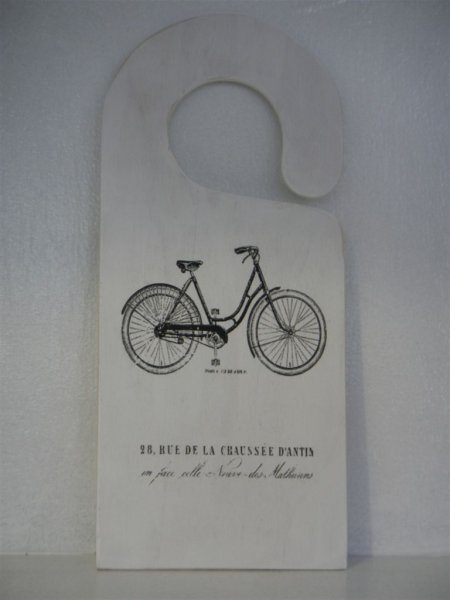 28, RUE DE LA CHAUSSÉE D'ANTIN
en face celle Neuve-des-Mathurins